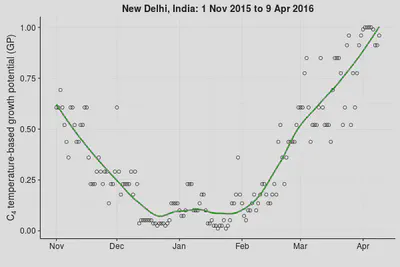 New Delhi, India: 1 Nov 2015 to 9 Apr 2016
C4 temperature-based growth potential (GP)
1.00
0.75
0.50
0.25
0.00
Nov Dec Jan Feb Mar Apr